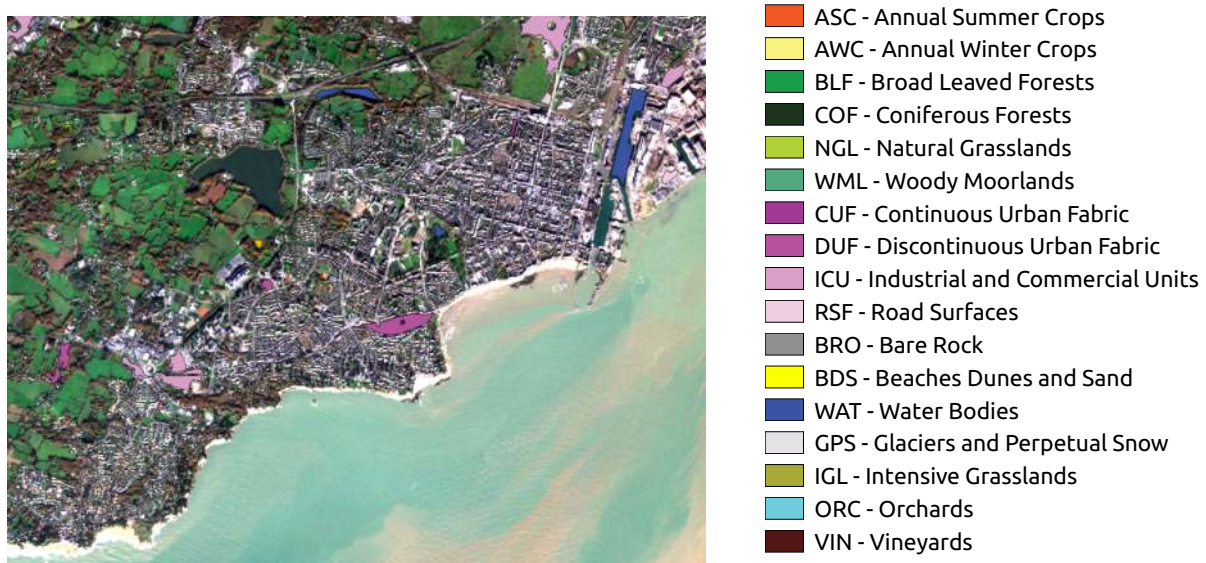 ASC - Annual Summer Crops
AWC - Annual Winter Crops
BLF - Broad Leaved Forests
COF - Coniferous Forests
NGL - Natural Grasslands
WML - Woody Moorlands
CUF - Continuous Urban Fabric
DUF - Discontinuous Urban Fabric
ICU - Industrial and Commercial Units
RSF - Road Surfaces
BRO - Bare Rock
BDS - Beaches Dunes and Sand
WAT - Water Bodies
GPS - Glaciers and Perpetual Snow
IGL - Intensive Grasslands
ORC - Orchards
VIN - Vineyards